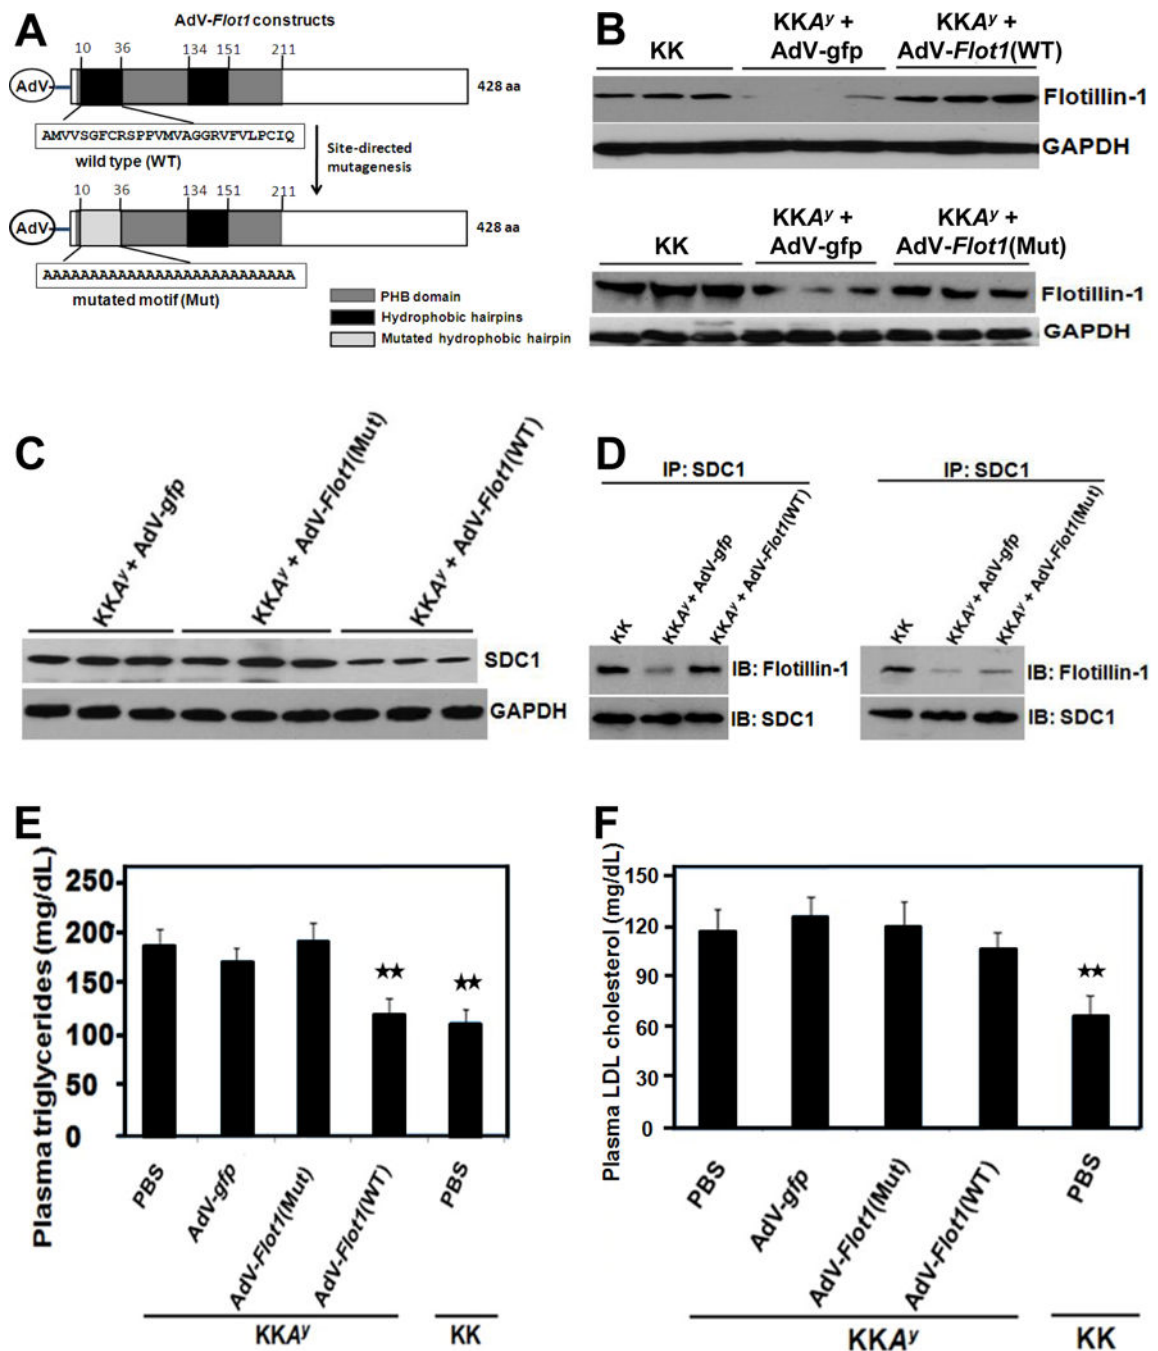 A
AdV-Flot1 constructs
10 36 134 151 211
AdV
428 aa
AMVVSGFCRSPPVMVAGGRVFVLPCIQ
wild type (WT)
Site-directed
mutagenesis
10 36 134 151 211
AdV
428 aa
AAAAAAAAAAAAAAAAAAAAAAAAAAA
mutated motif (Mut)
PHB domain
Hydrophobic hairpins
Mutated hydrophobic hairpin
B
KK
KKAʸ +
AdV-gfp
KKAʸ +
AdV-Flot1(WT)
Flotillin-1
GAPDH
KK
KKAʸ +
AdV-gfp
KKAʸ +
AdV-Flot1(Mut)
Flotillin-1
GAPDH
C
KKAʸ + AdV-gfp
KKAʸ + AdV-Flot1(Mut)
KKAʸ + AdV-Flot1(WT)
SDC1
GAPDH
D
IP: SDC1
KK
KKAʸ + AdV-gfp
KKAʸ + AdV-Flot1(WT)
IB: Flotillin-1
IB: SDC1
IP: SDC1
KK
KKAʸ + AdV-gfp
KKAʸ + AdV-Flot1(Mut)
IB: Flotillin-1
IB: SDC1
E
Plasma triglycerides (mg/dL)
250
200
150
100
50
0
★★
★★
PBS
AdV-gfp
AdV-Flot1(Mut)
AdV-Flot1(WT)
PBS
KKAʸ
KK
F
Plasma LDL cholesterol (mg/dL)
150
120
90
60
30
0
★★
PBS
AdV-gfp
AdV-Flot1(Mut)
AdV-Flot1(WT)
PBS
KKAʸ
KK